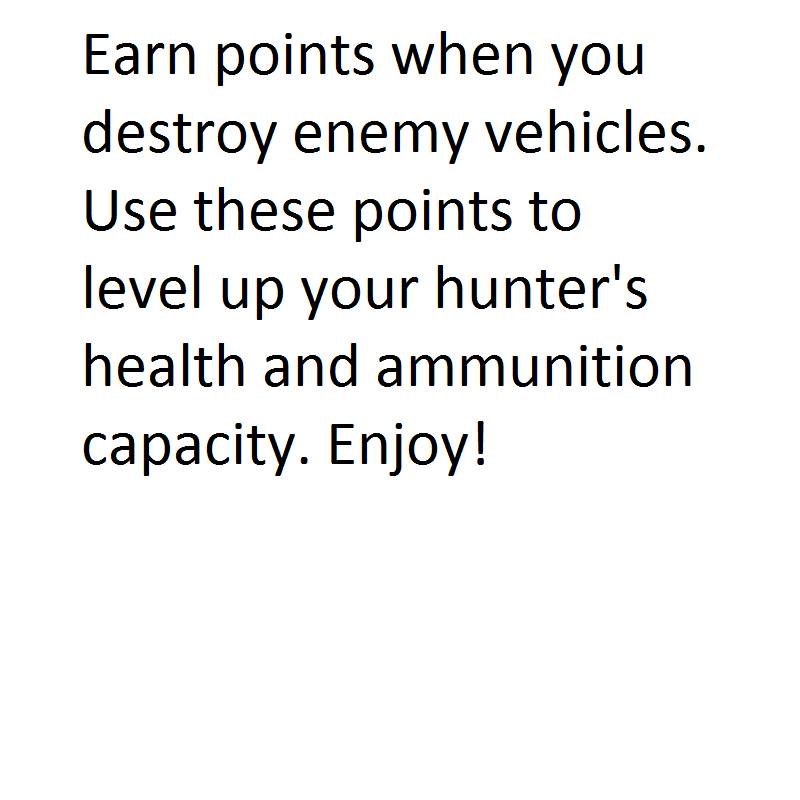 Earn points when you
destroy enemy vehicles.
Use these points to
level up your hunter's
health and ammunition
capacity. Enjoy!